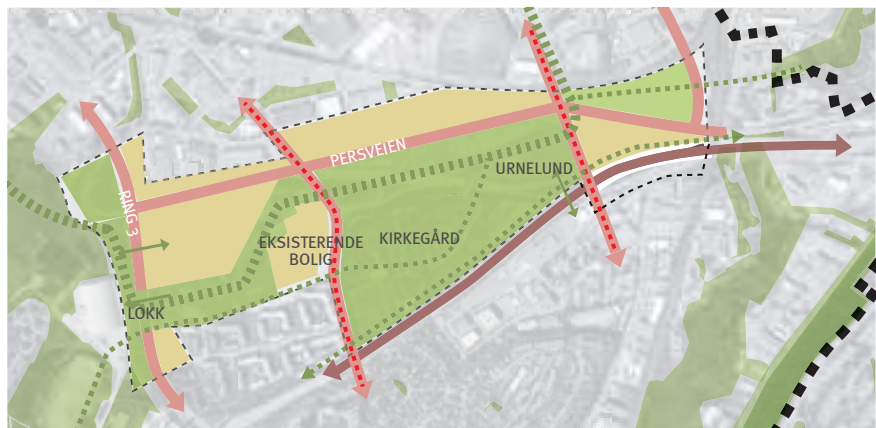 PERSVEIEN
URNELUND
RING 3
EKSISTERENDE
BOLIG
KIRKEGÅRD
LOKK